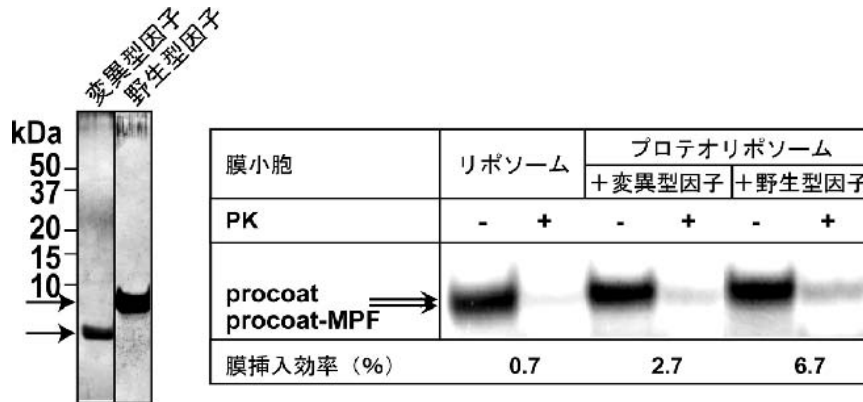 変異型因子
野生型因子
kDa
50
37
20
15
10
膜小胞 リポソーム プロテオリポソーム
+変異型因子 +野生型因子
PK - + - + - +
procoat
procoat-MPF
膜挿入効率（%） 0.7 2.7 6.7